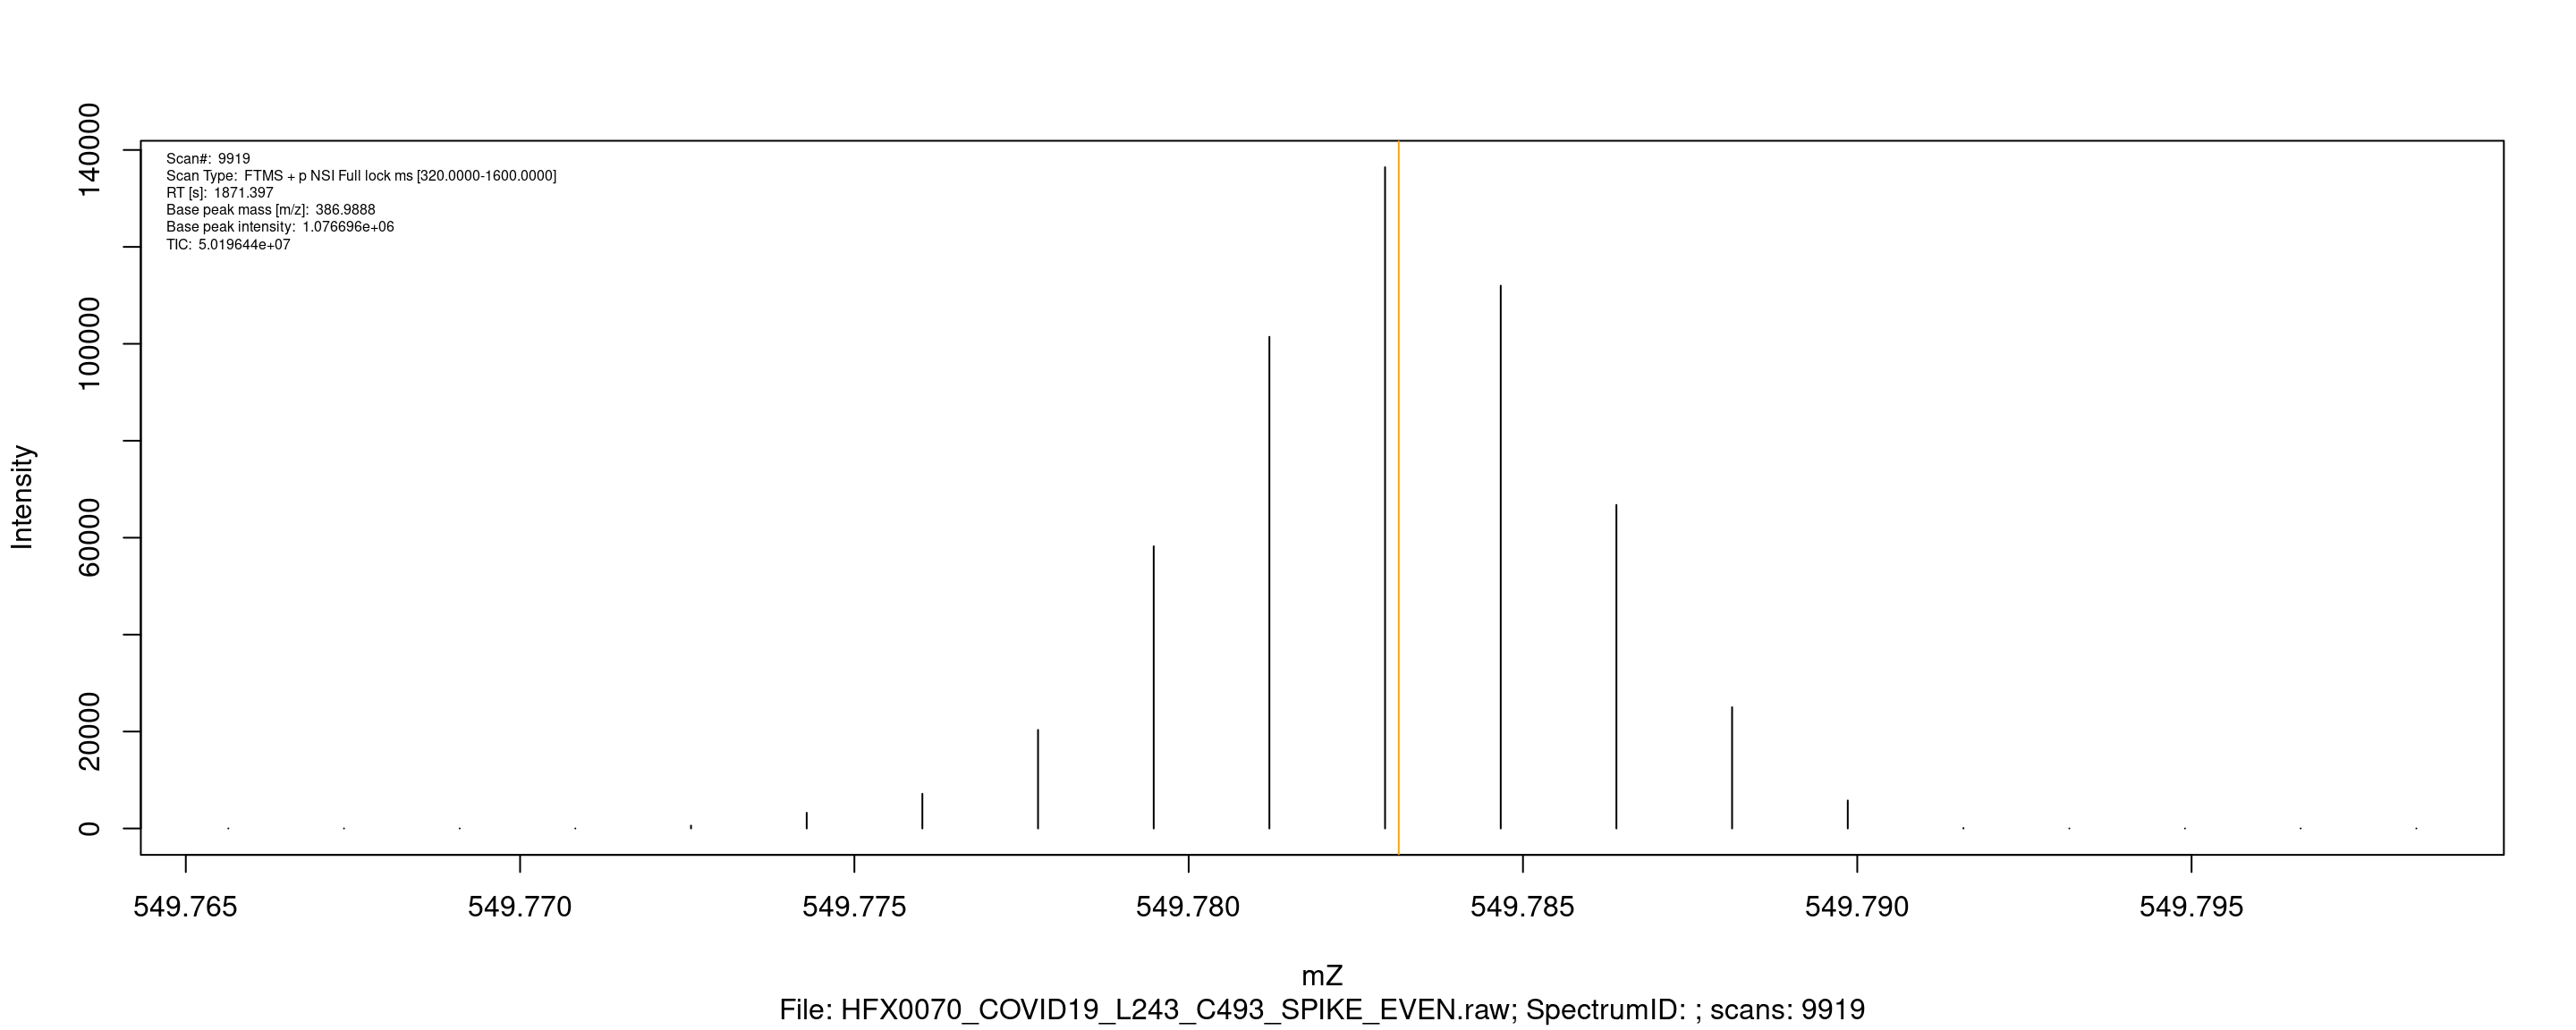 Scan#: 9919
Scan Type: FTMS + p NSI Full lock ms [320.0000-1600.0000]
RT [s]: 1871.397
Base peak mass [m/z]: 386.9888
Base peak intensity: 1.076696e+06
TIC: 5.019644e+07
140000
100000
60000
20000
0
Intensity
549.765 549.770 549.775 549.780 549.785 549.790 549.795
mZ
File: HFX0070_COVID19_L243_C493_SPIKE_EVEN.raw; SpectrumID: ; scans: 9919